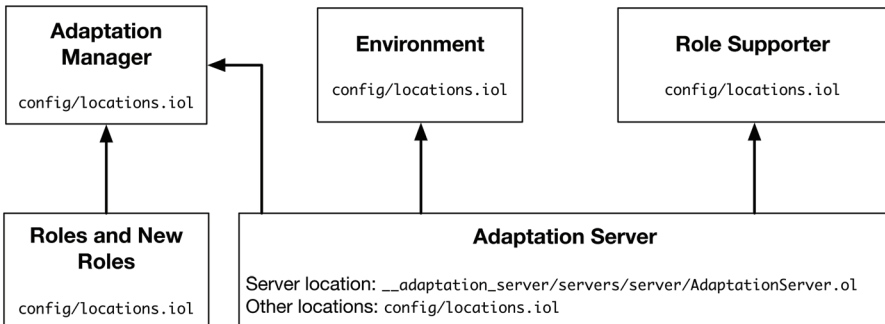 Adaptation
Manager
config/locations.iol
Environment
config/locations.iol
Role Supporter
config/locations.iol
Roles and New
Roles
config/locations.iol
Adaptation Server
Server location: __adaptation_server/servers/server/AdaptationServer.ol
Other locations: config/locations.iol